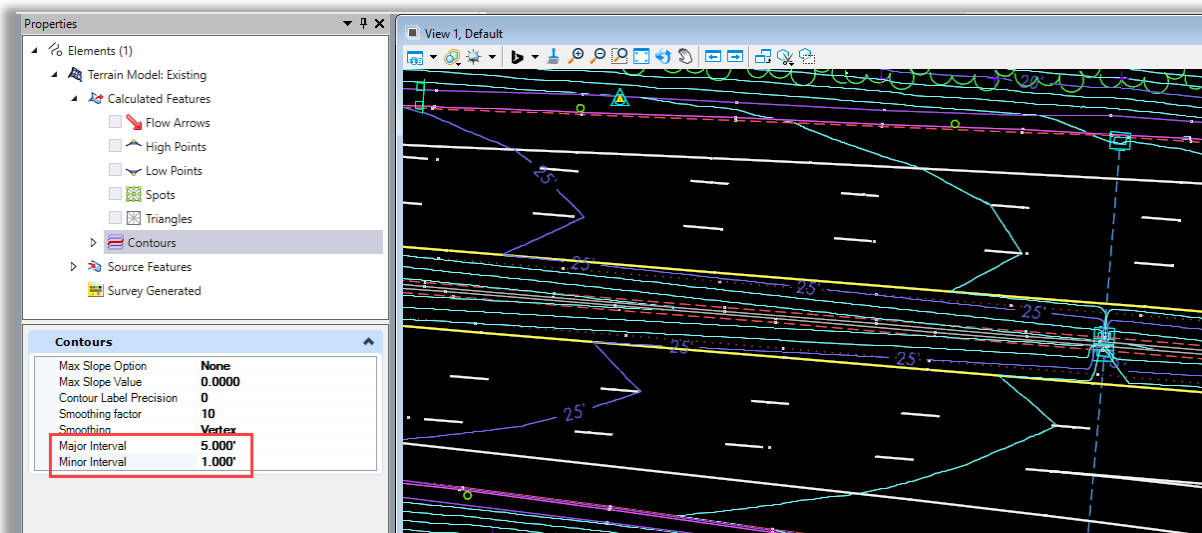 Properties
Elements (1)
Terrain Model: Existing
Calculated Features
Flow Arrows
High Points
Low Points
Spots
Triangles
Contours
Source Features
Survey Generated
Contours
Max Slope Option None
Max Slope Value 0.0000
Contour Label Precision 0
Smoothing factor 10
Smoothing Vertex
Major Interval 5.000'
Minor Interval 1.000'
View 1, Default
20'
25'
25'
25'
25'
25'
25'
25'